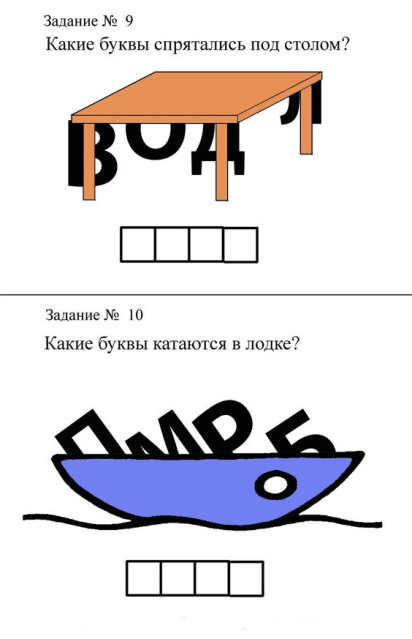 Задание № 9
Какие буквы спрятались под столом?
В О Д Л
Задание № 10
Какие буквы катаются в лодке?
П М Р Б